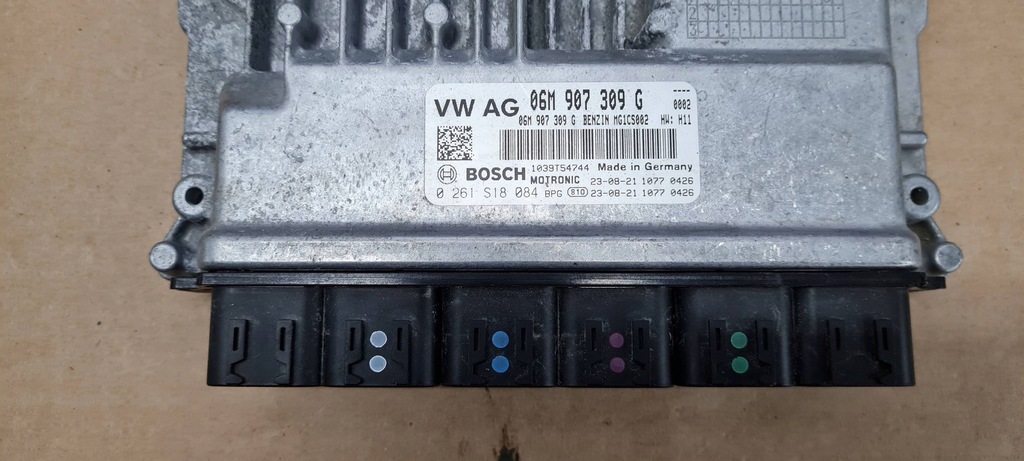 VW AG 06M 907 309 G ----
0002
06M 907 309 G BENZIN MG1CS002 HW: H11
1039T54744 Made in Germany
BOSCH MOTRONIC 23-08-21 1077 0426
0 261 S18 084 BPG E10 23-08-21 1077 0426